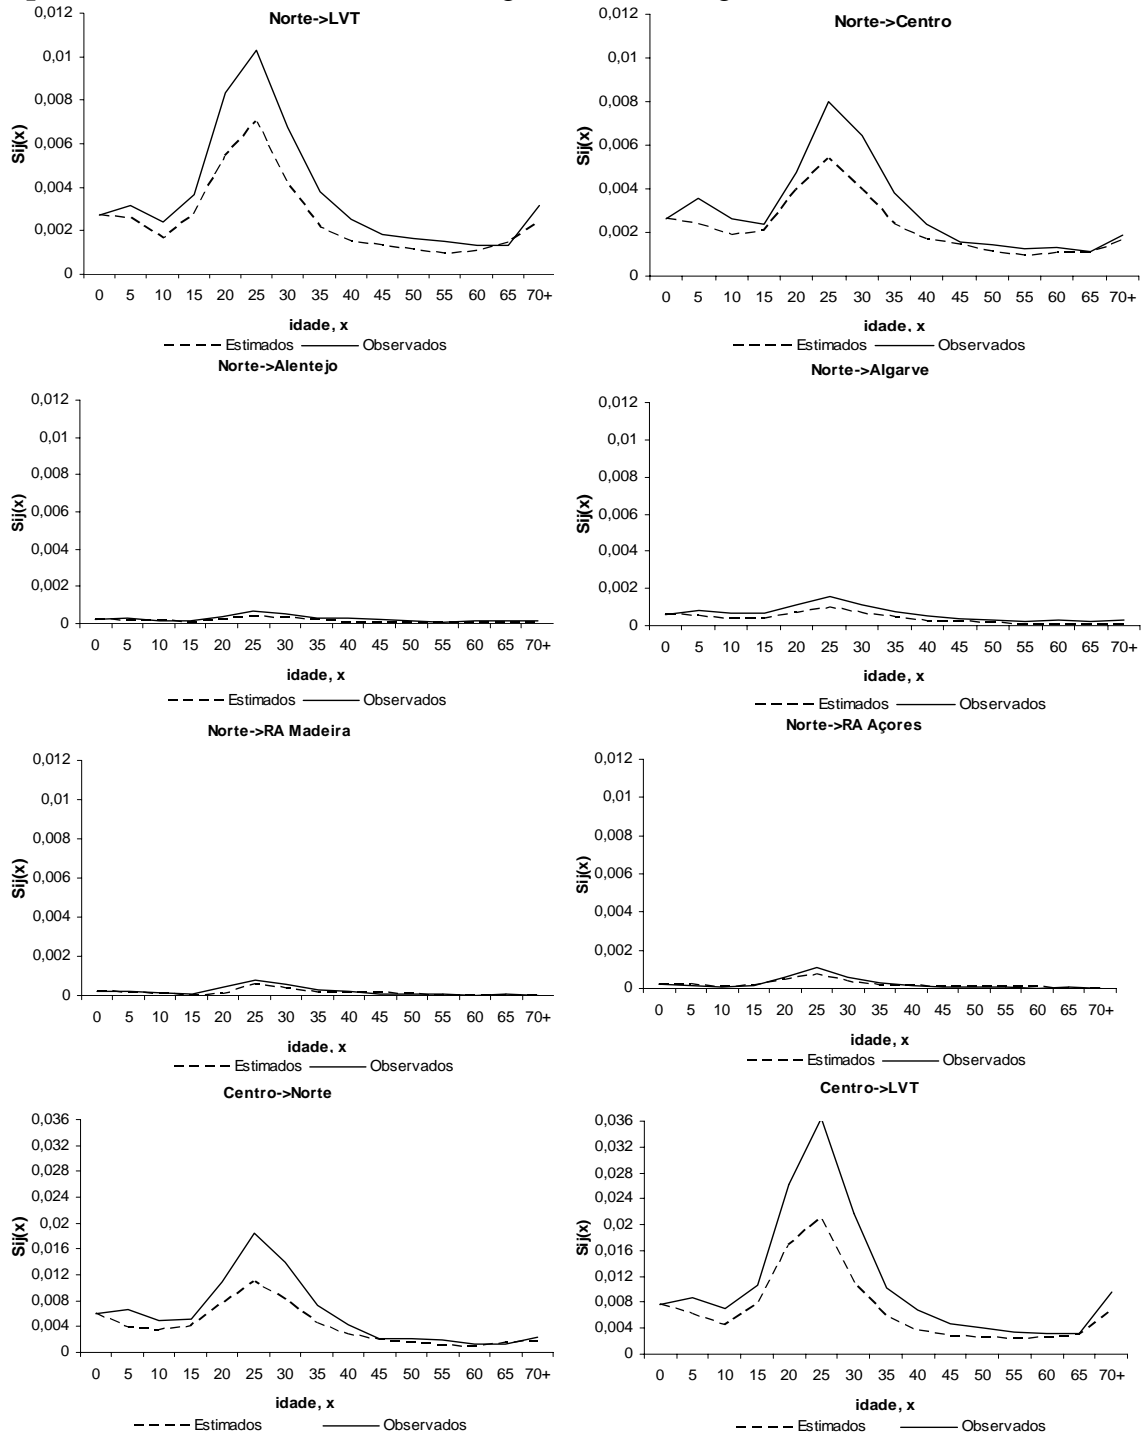 Norte->LVT
0,012
0,01
0,008
0,006
0,004
0,002
0
Sij(x)
0 5 10 15 20 25 30 35 40 45 50 55 60 65 70+
idade, x
Estimados Observados
Norte->Centro
0,012
0,01
0,008
0,006
0,004
0,002
0
Sij(x)
0 5 10 15 20 25 30 35 40 45 50 55 60 65 70+
idade, x
Estimados Observados
Norte->Alentejo
0,012
0,01
0,008
0,006
0,004
0,002
0
Sij(x)
0 5 10 15 20 25 30 35 40 45 50 55 60 65 70+
idade, x
Estimados Observados
Norte->Algarve
0,012
0,01
0,008
0,006
0,004
0,002
0
Sij(x)
0 5 10 15 20 25 30 35 40 45 50 55 60 65 70+
idade, x
Estimados Observados
Norte->RA Madeira
0,012
0,01
0,008
0,006
0,004
0,002
0
Sij(x)
0 5 10 15 20 25 30 35 40 45 50 55 60 65 70+
idade, x
Estimados Observados
Norte->RA Açores
0,012
0,01
0,008
0,006
0,004
0,002
0
Sij(x)
0 5 10 15 20 25 30 35 40 45 50 55 60 65 70+
idade, x
Estimados Observados
Centro->Norte
0,036
0,032
0,028
0,024
0,02
0,016
0,012
0,008
0,004
0
Sij(x)
0 5 10 15 20 25 30 35 40 45 50 55 60 65 70+
idade, x
Estimados Observados
Centro->LVT
0,036
0,032
0,028
0,024
0,02
0,016
0,012
0,008
0,004
0
Sij(x)
0 5 10 15 20 25 30 35 40 45 50 55 60 65 70+
idade, x
Estimados Observados